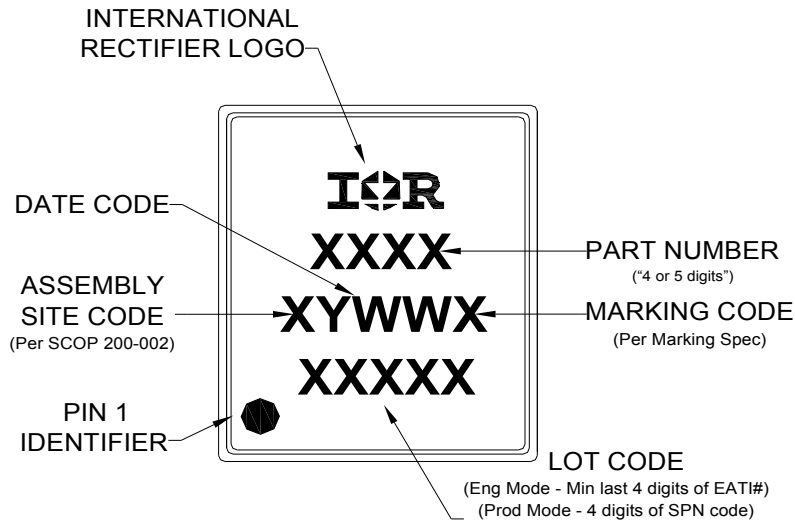 INTERNATIONAL
RECTIFIER LOGO
IOR
DATE CODE
XXXX
PART NUMBER
(“4 or 5 digits”)
ASSEMBLY
SITE CODE
(Per SCOP 200-002)
XYWWX
MARKING CODE
(Per Marking Spec)
XXXXX
PIN 1
IDENTIFIER
LOT CODE
(Eng Mode - Min last 4 digits of EATI#)
(Prod Mode - 4 digits of SPN code)